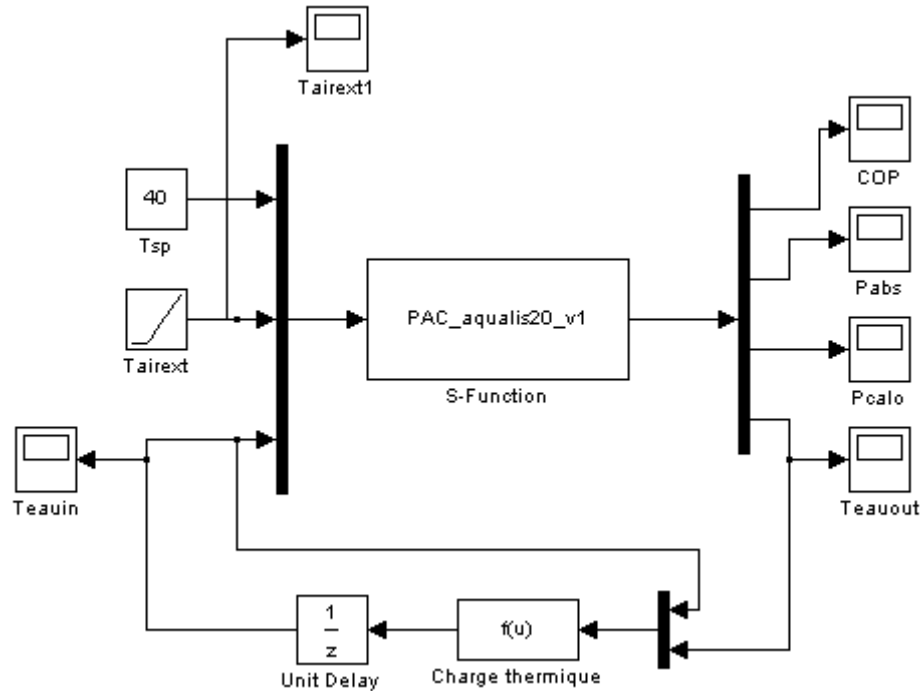 Tairext1
COP
40
Tsp
Pabs
PAC_aqualis20_v1
S-Function
Tairext
Pcalo
Teauin
Teauout
1
z
Unit Delay
f(u)
Charge thermique